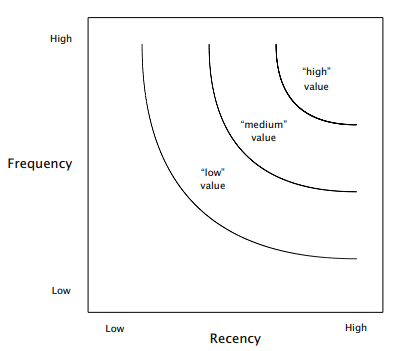 High
“high”
value
“medium”
value
Frequency
“low”
value
Low
Low
High
Recency